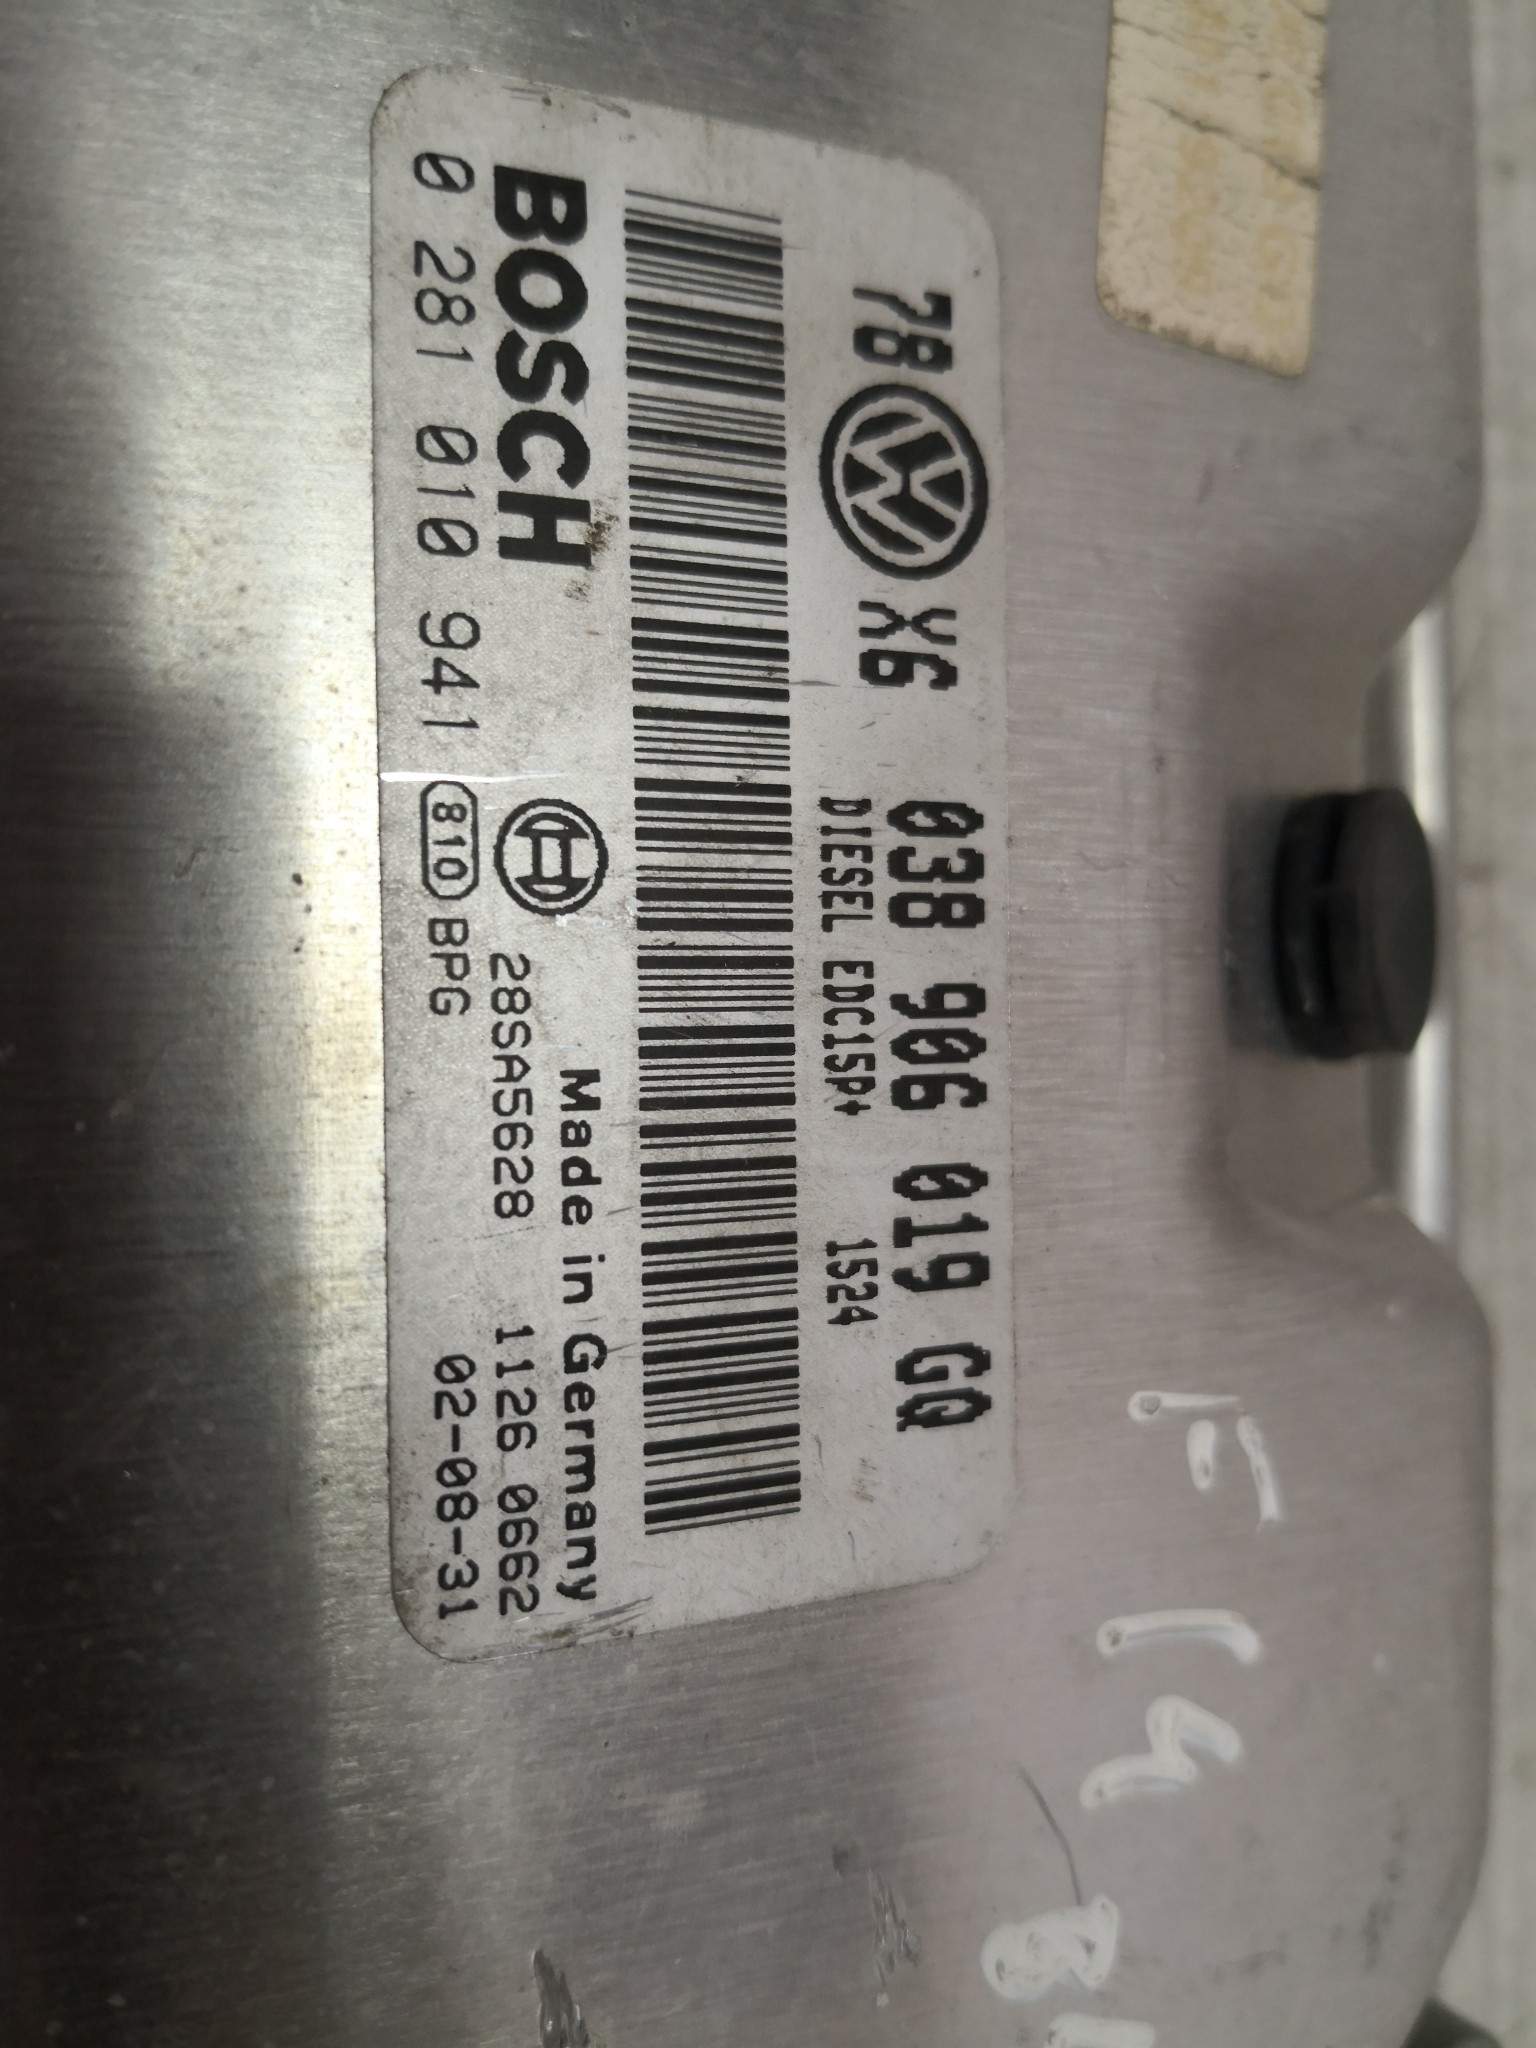 78 X6 038 906 019 GQ
DIESEL EDC15P+ 1524
BOSCH Made in Germany
28SA5628 1126 0662
0 281 010 941 810 BPG 02-08-31